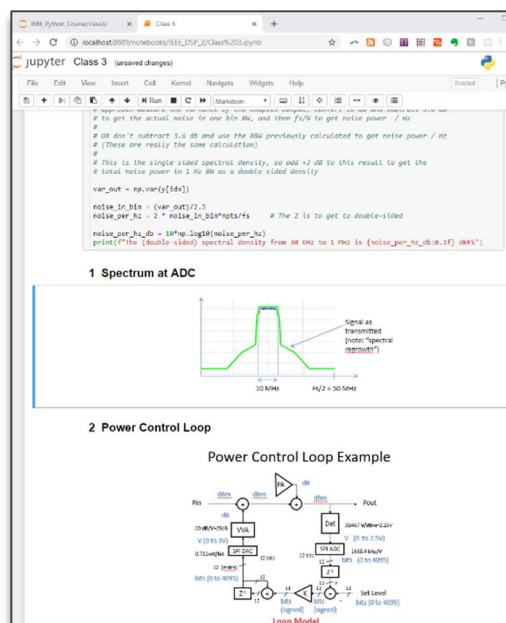 IEEE_Python_Course/class3/
Class 3
localhost:8889/notebooks/IEEE_DSP_2/Class%203.ipynb
jupyter Class 3 (unsaved changes)
File Edit View Insert Cell Kernel Navigate Widgets Help
Trusted
Run
Markdown
# to get the actual noise in one bin BW, and then fs/N to get noise power / Hz
#
# OR don't subtract 3.6 dB and use the RBW previously calculated to get noise power / Hz
# (These are really the same calculation)
#
# This is the single sided spectral density, so add +3 dB to this result to get the
# total noise power in 1 Hz BW as a double sided density
var_out = np.var(y[idx])
noise_in_bin = (var_out)/2.3
noise_per_hz = 2 * noise_in_bin*npts/fs # The 2 is to get to double-sided
noise_per_hz_db = 10*np.log10(noise_per_hz)
print(f"The (double-sided) spectral density from 30 KHz to 1 MHz is {noise_per_hz_db:0.1f} dBFS")
1 Spectrum at ADC
Signal as
transmitted
(note: "spectral
regrowth")
10 MHz
Fs/2 = 50 MHz
2 Power Control Loop
Power Control Loop Example
PA
dB
dBm dBm dBm
Pin Pout
dB
VVA
Det
V (0 to 3V)
V (0 to 2.5V)
SPI DAC
SPI ADC
12 bits
12 bits
bits (0 to 4095)
bits
(0 to 4095)
K
Set Level
bits
(signed)
bits
(signed)
bits (0 to 4095)
Loop Model